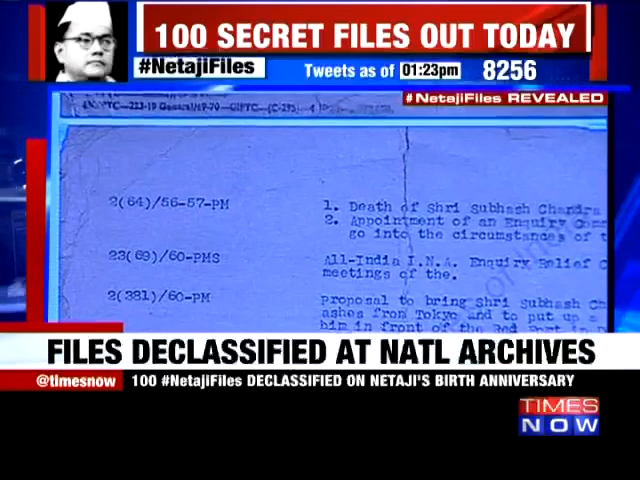 100 SECRET FILES OUT TODAY
#NetajiFiles
Tweets as of 01:23pm 8256
#NetajiFiles REVEALED
2(64)/56-57-PM
1. Death of Shri Subhash Chandra
2. Appointment of an Enquiry Comm
go into the circumstances of t
23(69)/60-PMS
All-India I.N.A. Enquiry Relief C
meetings of the.
2(381)/60-PM
proposal to bring Shri Subhash Ch
ashes from Tokyo and to put up a
him in front of the Red Fort in D
FILES DECLASSIFIED AT NATL ARCHIVES
@timesnow
100 #NetajiFiles DECLASSIFIED ON NETAJI'S BIRTH ANNIVERSARY
TIMES
NOW